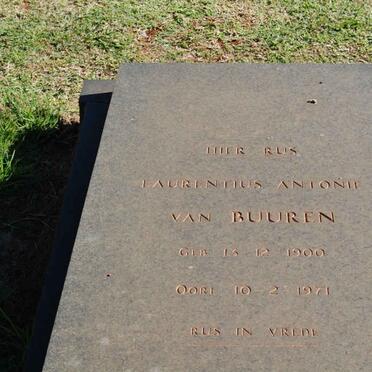 HIER RUS
LAURENTIUS ANTONIE
VAN BUUREN
GEB 13 12 1900
OORL 10 2 1971
RUS IN VREDE